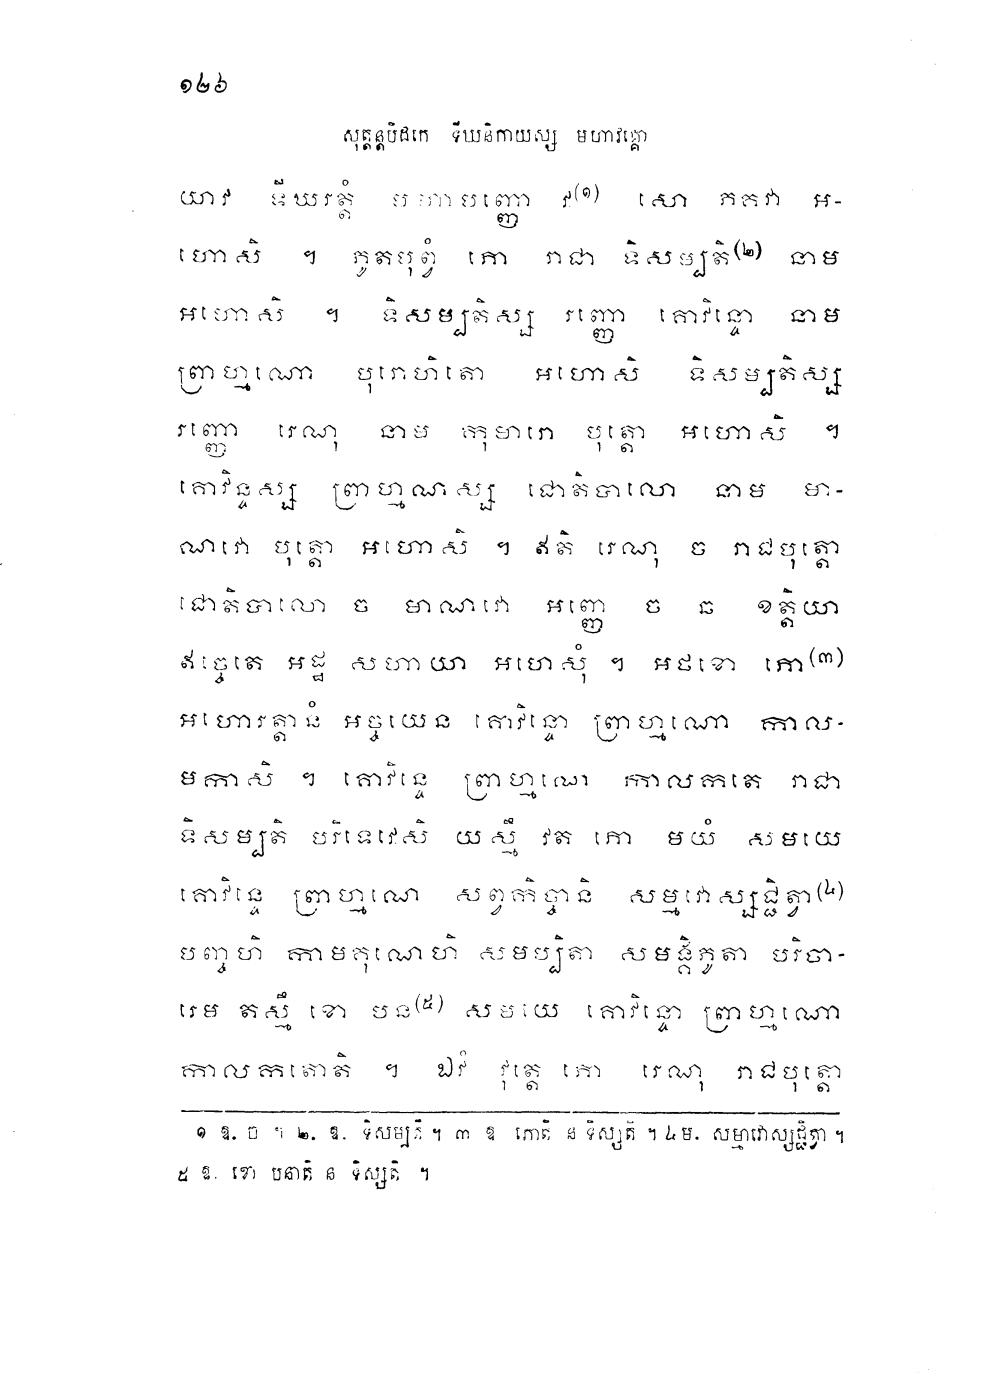 ១២៦
សុត្តន្តបិដកេ ទីឃនិកាយស្ស មហាវគ្គោ
យាវ ទីឃរត្តំ មហាបញ្ញោ វ(១) សោ ភគវា អ-
ហោសិ ។ ភូតបុព្វំ ភោ រាជា ទិសម្បតិ(២) នាម
អហោសិ ។ ទិសម្បតិស្ស រញ្ញោ គោវិន្ទោ នាម
ព្រាហ្មណោ បុរោហិតោ អហោសិ ទិសម្បតិស្ស
រញ្ញោ រេណុ នាម កុមារោ បុត្តោ អហោសិ ។
គោវិន្ទស្ស ព្រាហ្មណស្ស ជោតិបាលោ នាម មា-
ណវោ បុត្តោ អហោសិ ។ ឥតិ រេណុ ច រាជបុត្តោ
ជោតិបាលោ ច មាណវោ អញ្ញេ ច ឆ ខត្តិយា
ឥច្ចេតេ អដ្ឋ សហាយា អហេសុំ ។ អថខោ ភោ(៣)
អហោរត្តានំ អច្ចយេន គោវិន្ទោ ព្រាហ្មណោ កាល-
មកាសិ ។ គោវិន្ទេ ព្រាហ្មណេ កាលកតេ រាជា
ទិសម្បតិ បរិទេវេសិ យស្មឹ វត ភោ មយំ សមយេ
គោវិន្ទេ ព្រាហ្មណេ សព្វកិច្ចានិ សម្មវោស្សជ្ជិត្វា(៤)
បញ្ចហិ កាមគុណេហិ សមប្បិតា សមង្គិភូតា បរិចា-
រេម តស្មឹ ខោ បន(៥) សមយេ គោវិន្ទោ ព្រាហ្មណោ
កាលកតោតិ ។ ឯវំ វុត្តេ ភោ រេណុ រាជបុត្តោ
១ ឱ. ច ។ ២. ឱ. ទិសម្បតី ។ ៣ ឱ ភោតិ ន ទិស្សតិ ។ ៤ ម. សម្មាវោស្សជ្ជិត្វា ។
៥ ឱ. ខោ បនាតិ ន ទិស្សតិ ។